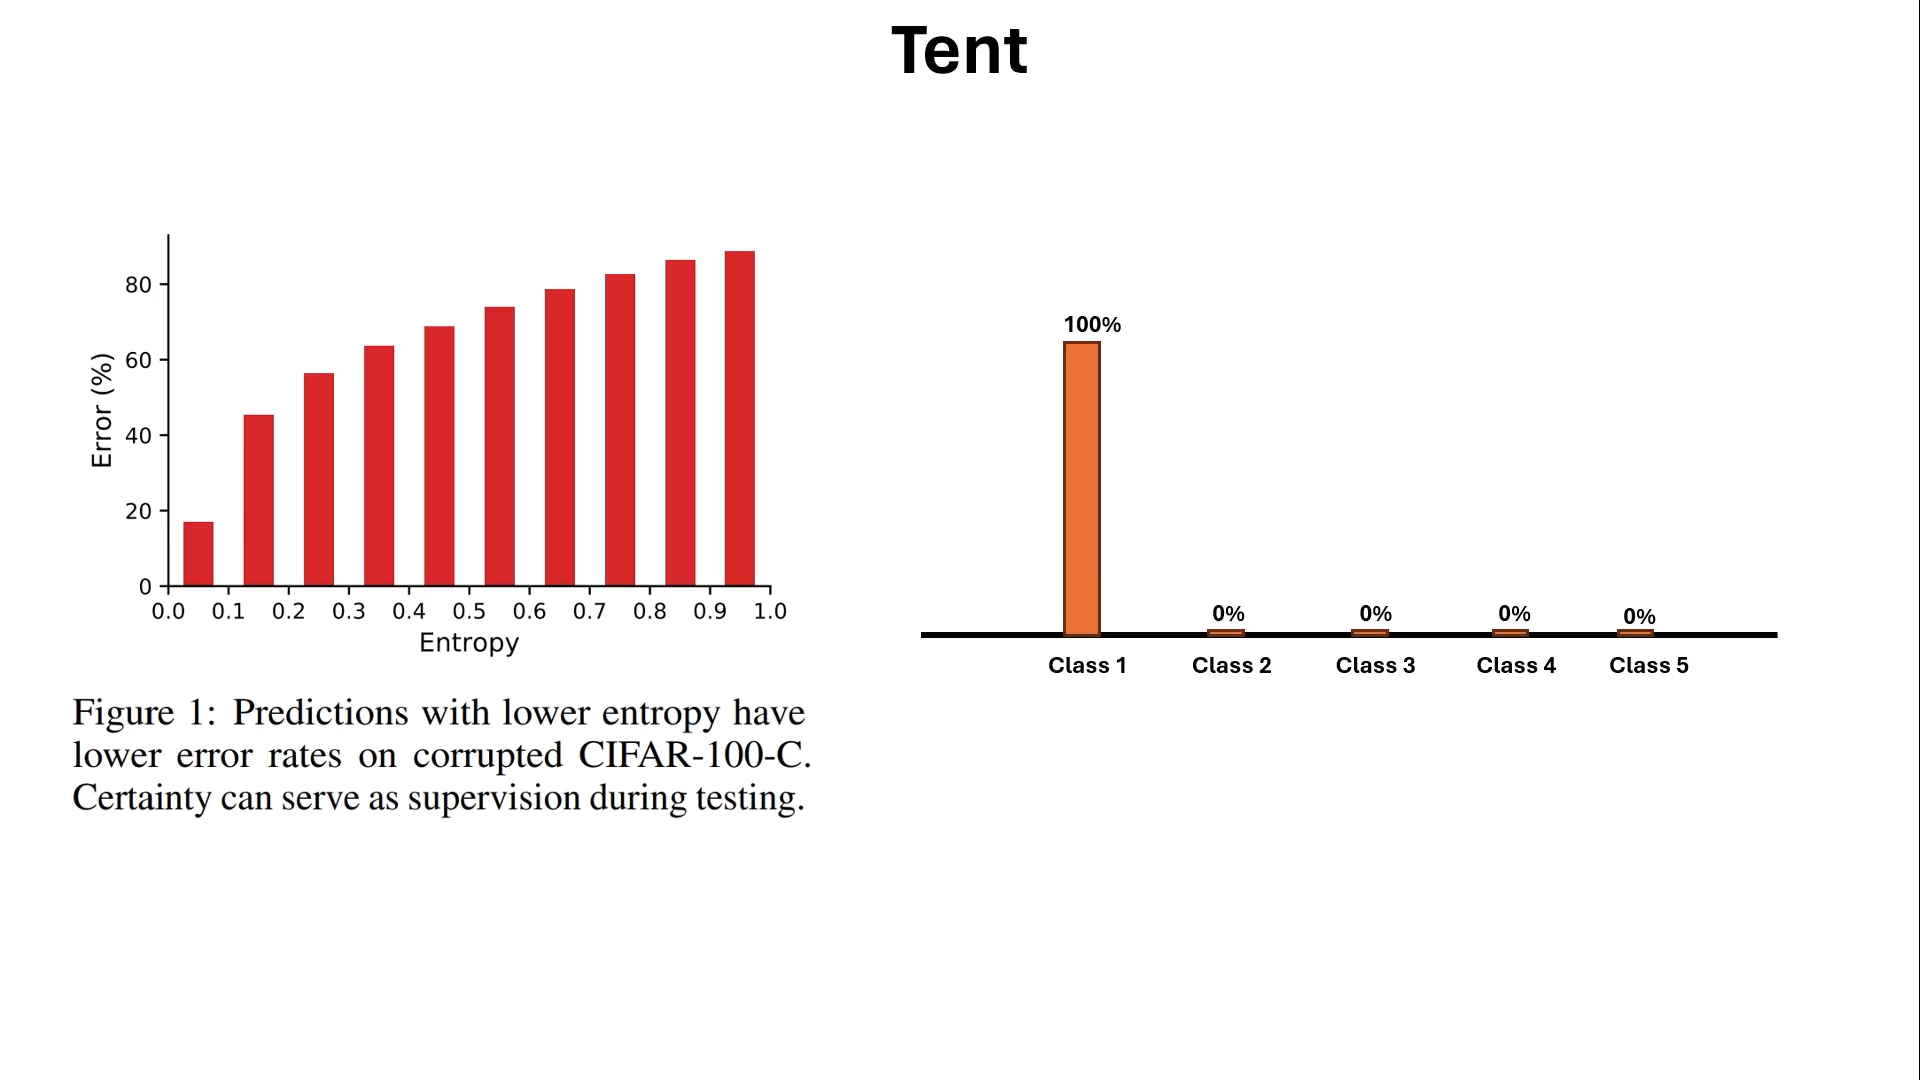 Tent
80
60
40
20
0
Error (%)
0.0 0.1 0.2 0.3 0.4 0.5 0.6 0.7 0.8 0.9 1.0
Entropy
Figure 1: Predictions with lower entropy have
lower error rates on corrupted CIFAR-100-C.
Certainty can serve as supervision during testing.
100%
0% 0% 0% 0%
Class 1 Class 2 Class 3 Class 4 Class 5